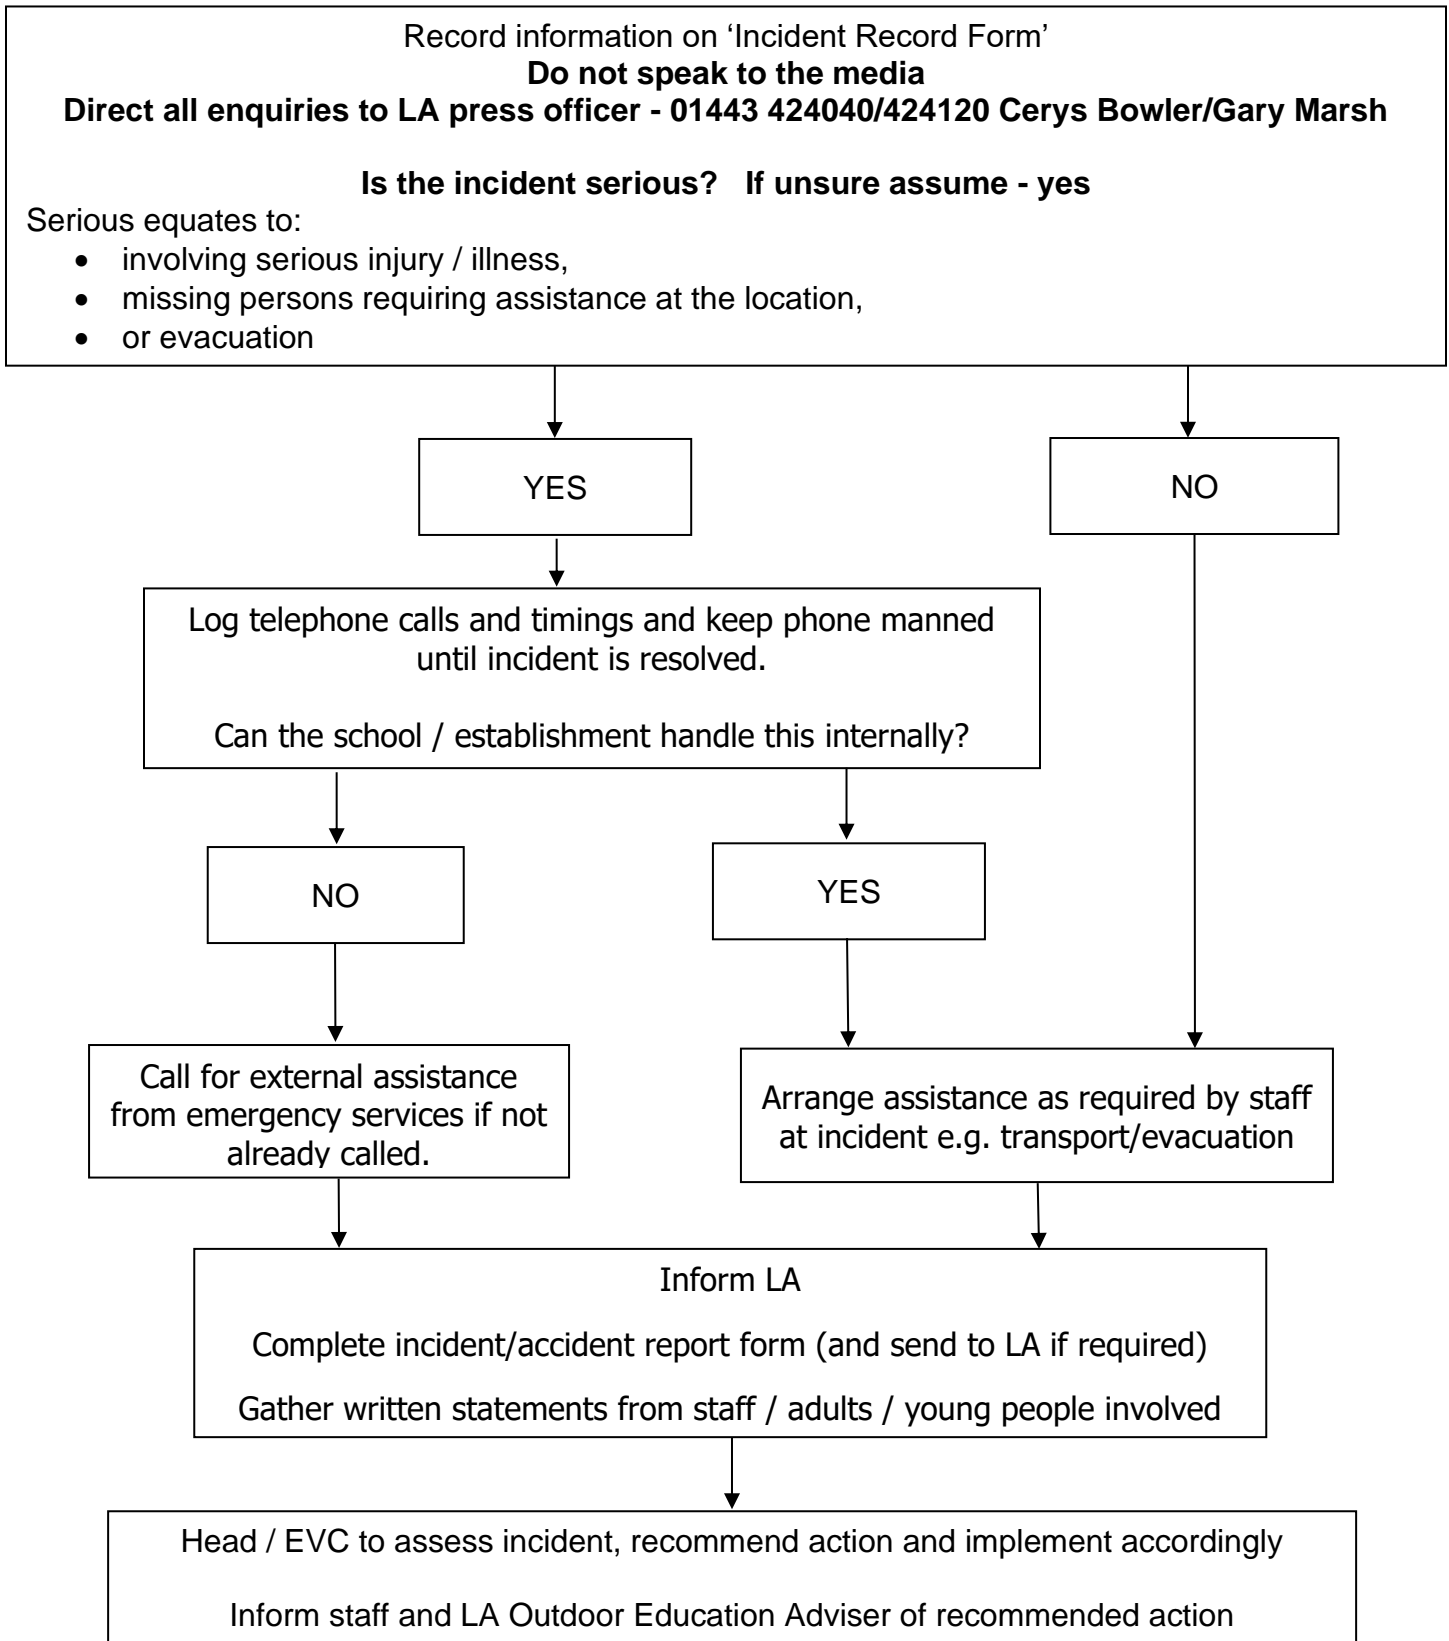 Record information on ‘Incident Record Form’
Do not speak to the media
Direct all enquiries to LA press officer - 01443 424040/424120 Cerys Bowler/Gary Marsh
Is the incident serious? If unsure assume - yes
Serious equates to:
• involving serious injury / illness,
• missing persons requiring assistance at the location,
• or evacuation
YES
NO
Log telephone calls and timings and keep phone manned
until incident is resolved.
Can the school / establishment handle this internally?
NO
YES
Call for external assistance
from emergency services if not
already called.
Arrange assistance as required by staff
at incident e.g. transport/evacuation
Inform LA
Complete incident/accident report form (and send to LA if required)
Gather written statements from staff / adults / young people involved
Head / EVC to assess incident, recommend action and implement accordingly
Inform staff and LA Outdoor Education Adviser of recommended action